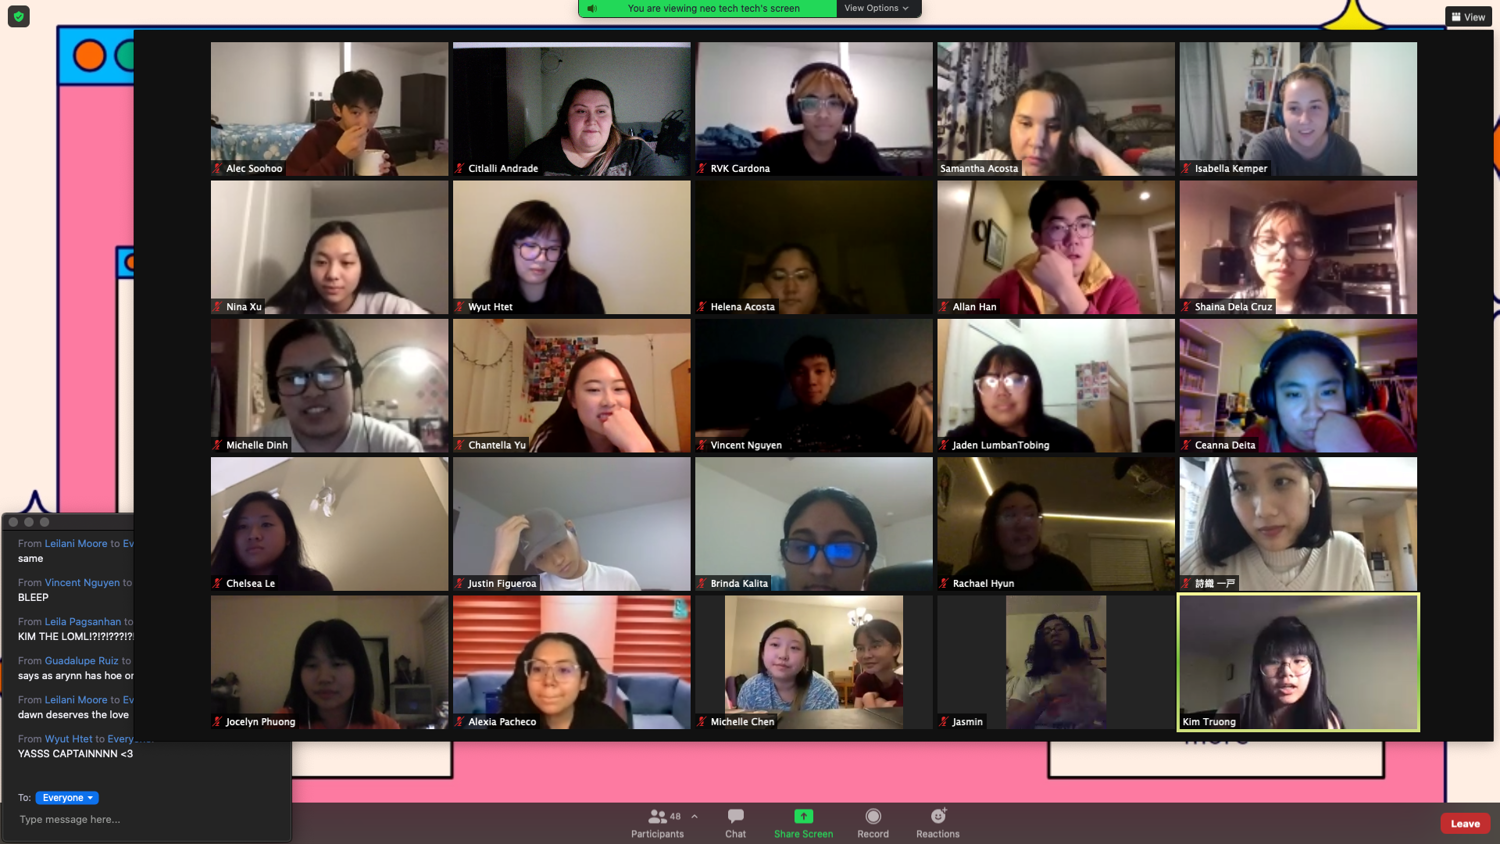 You are viewing neo tech tech's screen
View Options
View
Alec Soohoo
Citlalli Andrade
RVK Cardona
Samantha Acosta
Isabella Kemper
Nina Xu
Wyut Htet
Helena Acosta
Allan Han
Shaina Dela Cruz
Michelle Dinh
Chantella Yu
Vincent Nguyen
Jaden LumbanTobing
Ceanna Deita
Chelsea Le
Justin Figueroa
Brinda Kalita
Rachael Hyun
詩織 一戸
Jocelyn Phuong
Alexia Pacheco
Michelle Chen
Jasmin
Kim Truong
From Leilani Moore to Ev
same
From Vincent Nguyen to
BLEEP
From Leila Pagsanhan to
KIM THE LOML!?!?!???!?
From Guadalupe Ruiz to
says as arynn has hoe or
From Leilani Moore to Ev
dawn deserves the love
From Wyut Htet to Everyone:
YASSS CAPTAINNNN <3
To: Everyone
Type message here...
more
48
Participants
Chat
Share Screen
Record
Reactions
Leave